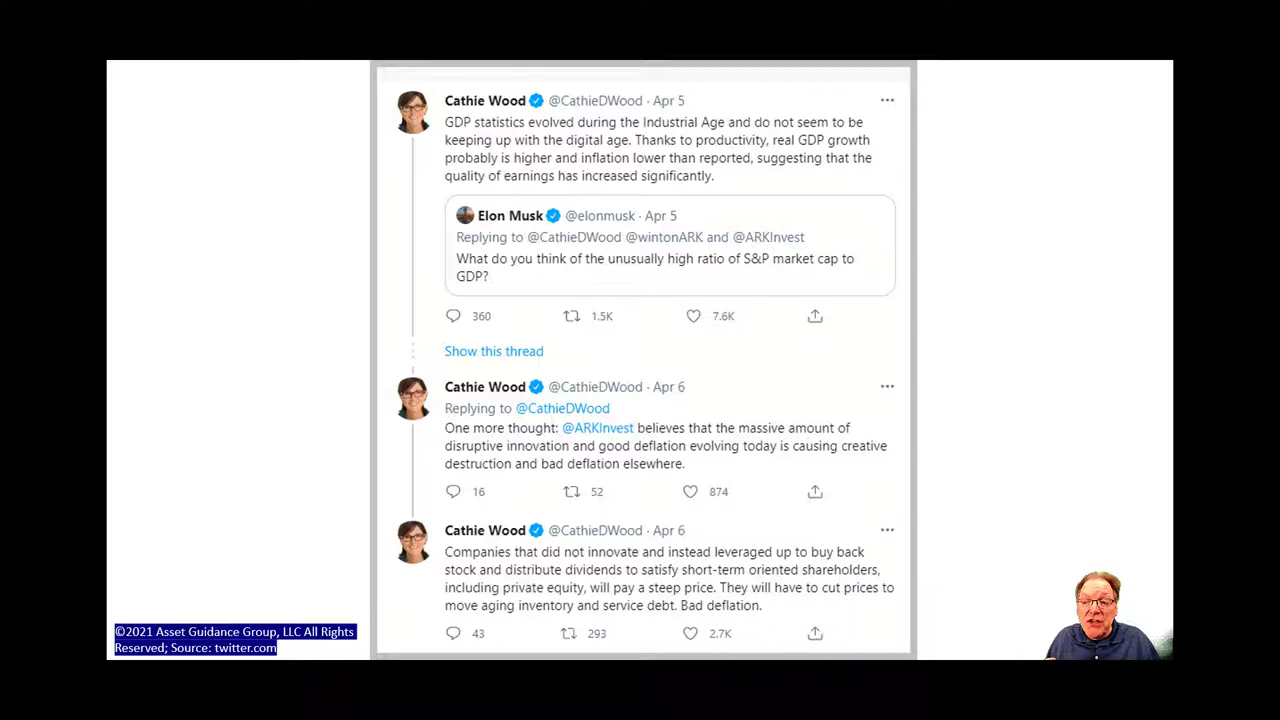 Cathie Wood @CathieDWood · Apr 5
GDP statistics evolved during the Industrial Age and do not seem to be
keeping up with the digital age. Thanks to productivity, real GDP growth
probably is higher and inflation lower than reported, suggesting that the
quality of earnings has increased significantly.
Elon Musk @elonmusk · Apr 5
Replying to @CathieDWood @wintonARK and @ARKInvest
What do you think of the unusually high ratio of S&P market cap to
GDP?
360 1.5K 7.6K
Show this thread
Cathie Wood @CathieDWood · Apr 6
Replying to @CathieDWood
One more thought: @ARKInvest believes that the massive amount of
disruptive innovation and good deflation evolving today is causing creative
destruction and bad deflation elsewhere.
16 52 874
Cathie Wood @CathieDWood · Apr 6
Companies that did not innovate and instead leveraged up to buy back
stock and distribute dividends to satisfy short-term oriented shareholders,
including private equity, will pay a steep price. They will have to cut prices to
move aging inventory and service debt. Bad deflation.
43 293 2.7K
©2021 Asset Guidance Group, LLC All Rights
Reserved; Source: twitter.com